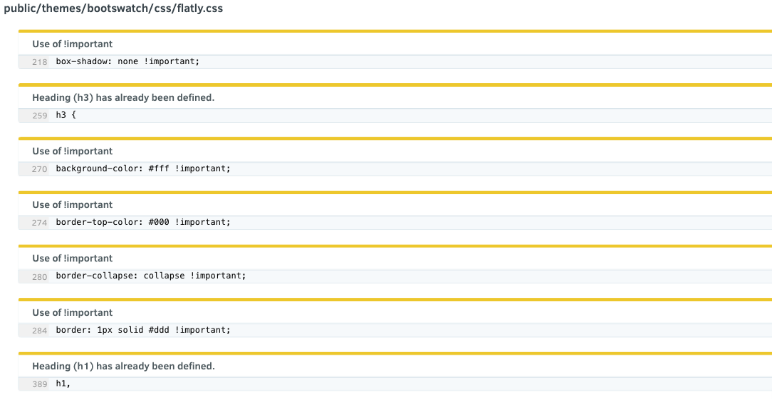 public/themes/bootswatch/css/flatly.css
Use of !important
218 box-shadow: none !important;
Heading (h3) has already been defined.
259 h3 {
Use of !important
270 background-color: #fff !important;
Use of !important
274 border-top-color: #000 !important;
Use of !important
280 border-collapse: collapse !important;
Use of !important
284 border: 1px solid #ddd !important;
Heading (h1) has already been defined.
389 h1,